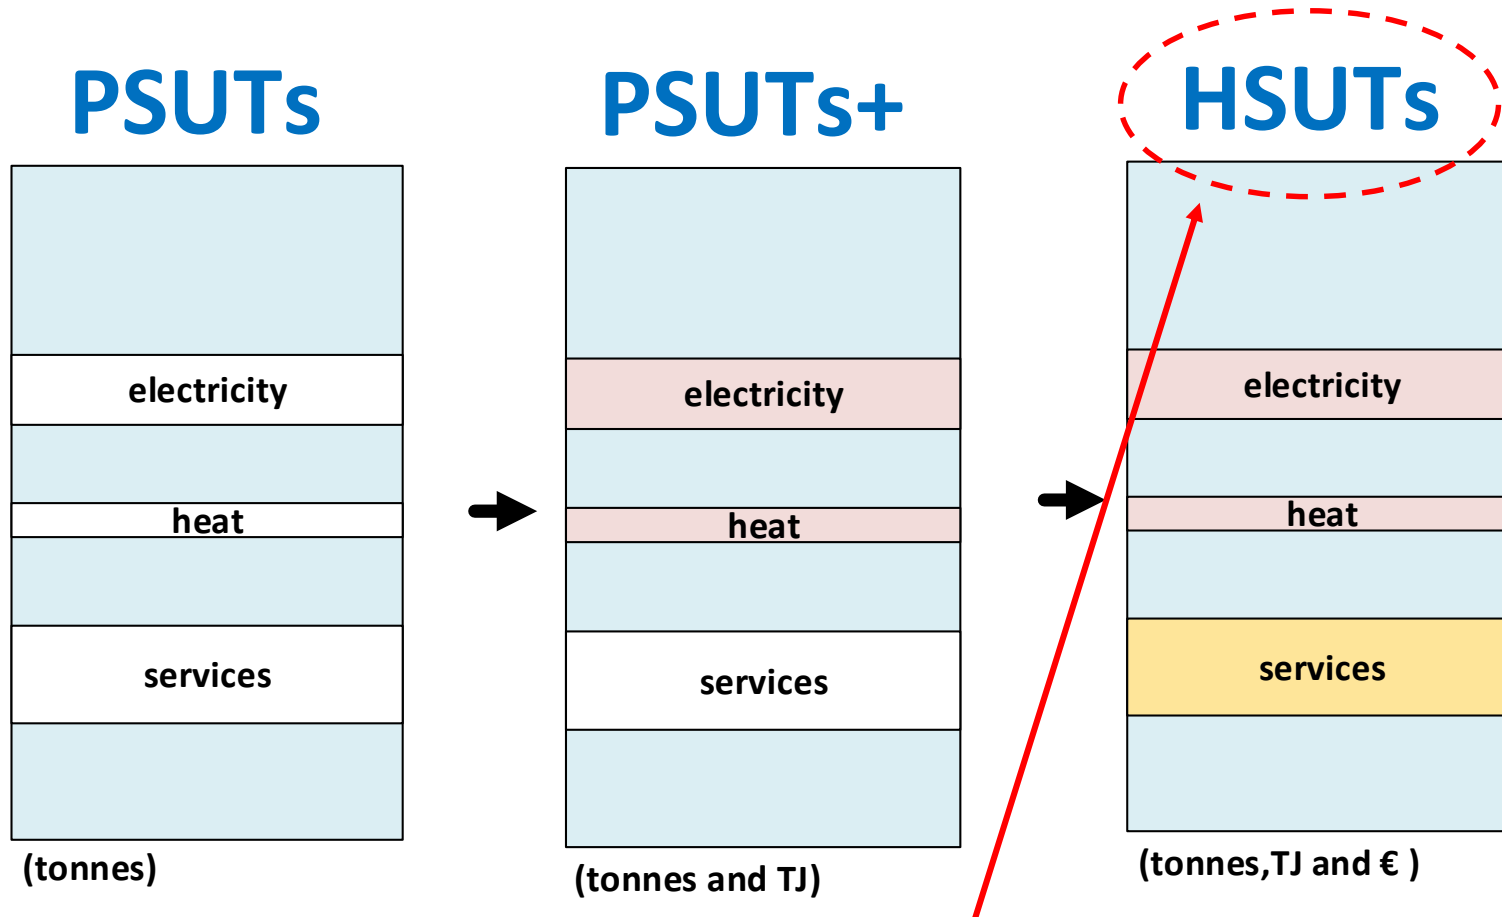 PSUTs
PSUTs+
HSUTs
electricity
heat
services
(tonnes)
electricity
heat
services
(tonnes and TJ)
electricity
heat
services
(tonnes,TJ and € )